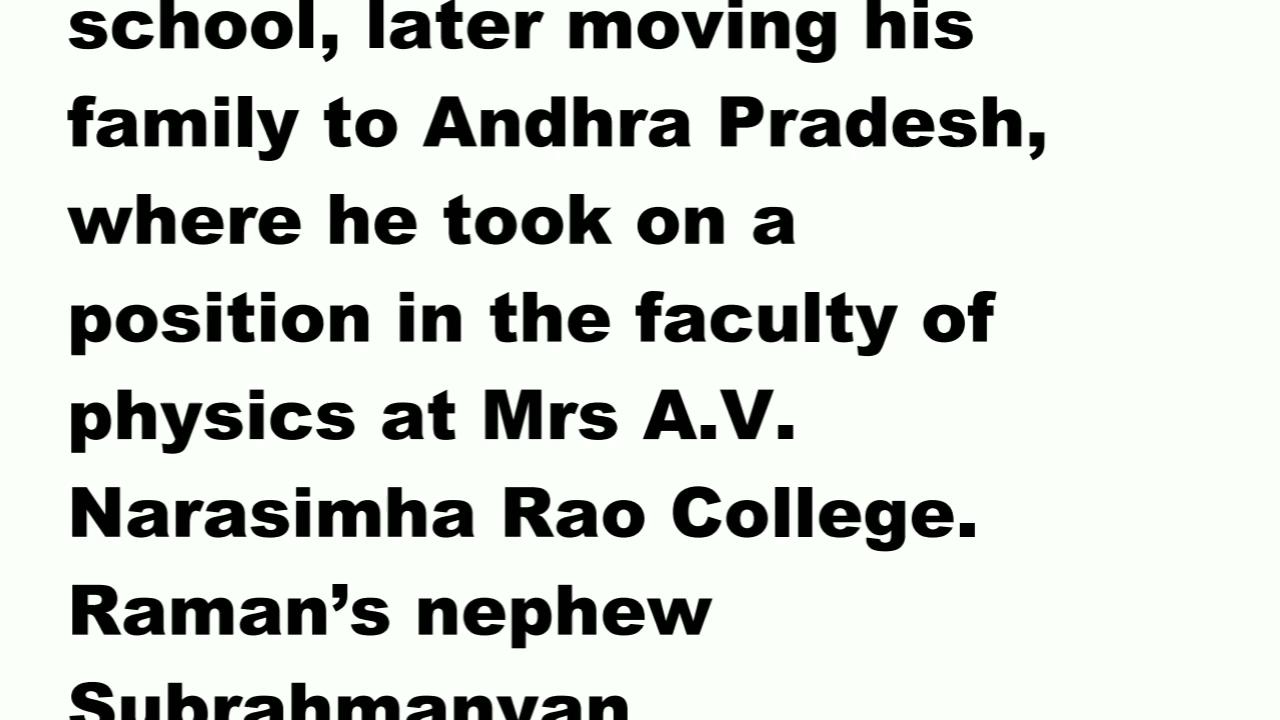 school, later moving his
family to Andhra Pradesh,
where he took on a
position in the faculty of
physics at Mrs A.V.
Narasimha Rao College.
Raman’s nephew
Subrahmanyan